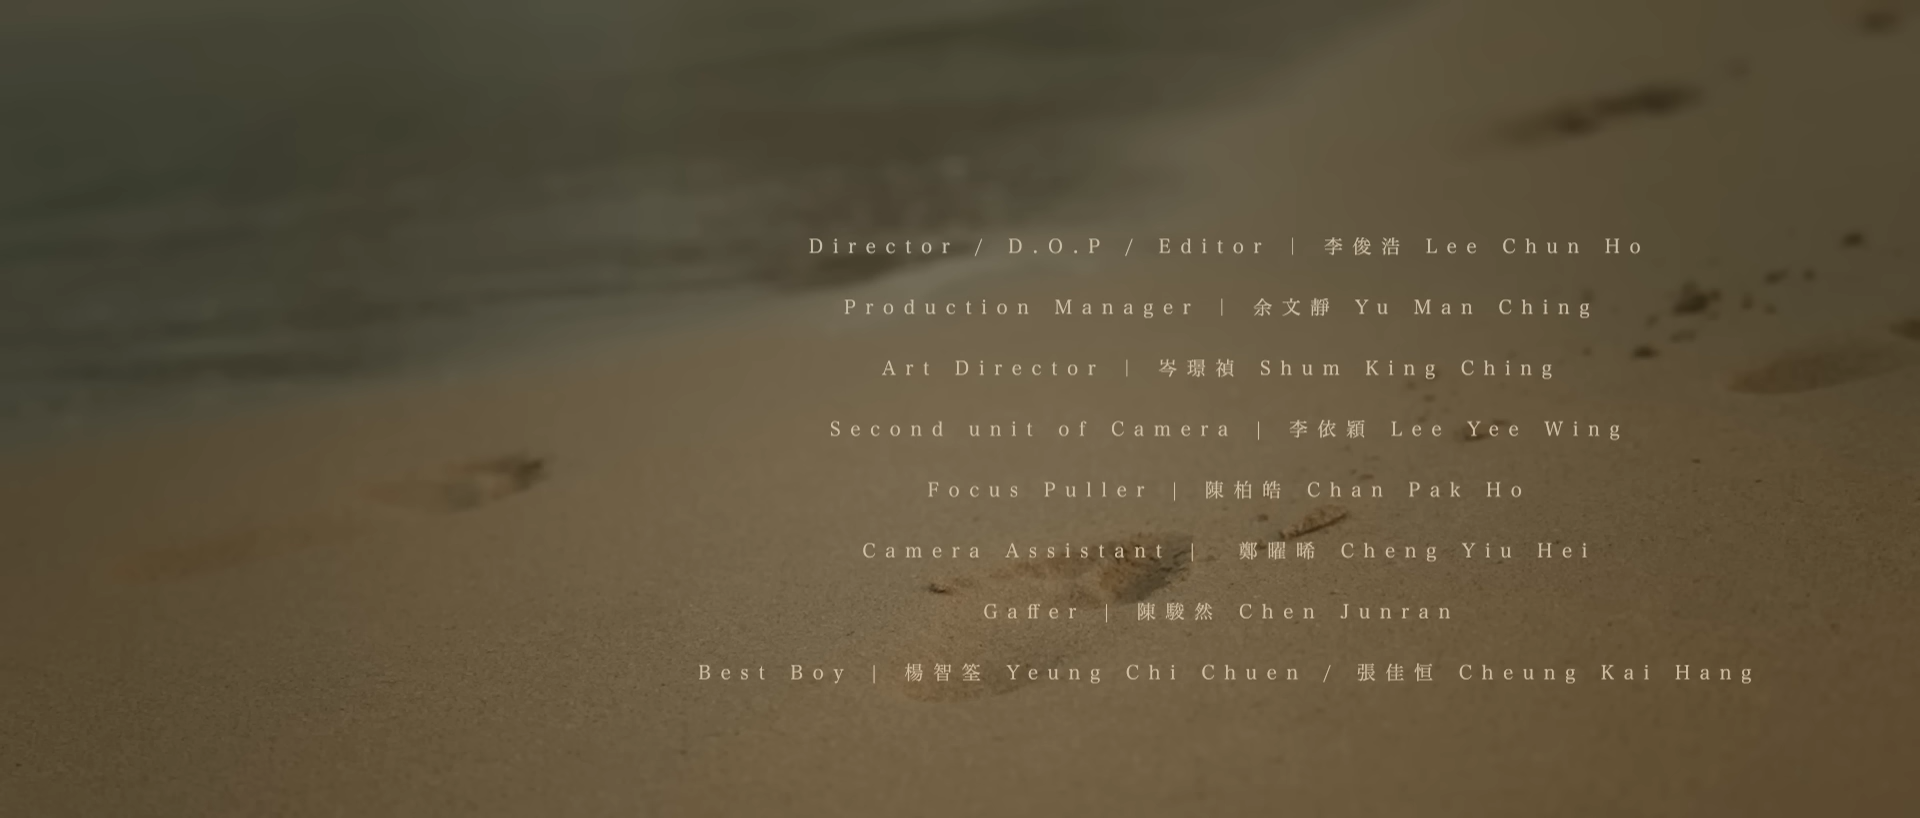 Director / D.O.P / Editor | 李俊浩 Lee Chun Ho
Production Manager | 余文靜 Yu Man Ching
Art Director | 岑璟禎 Shum King Ching
Second unit of Camera | 李依穎 Lee Yee Wing
Focus Puller | 陳柏皓 Chan Pak Ho
Camera Assistant | 鄭曜晞 Cheng Yiu Hei
Gaffer | 陳駿然 Chen Junran
Best Boy | 楊智筌 Yeung Chi Chuen / 張佳恒 Cheung Kai Hang